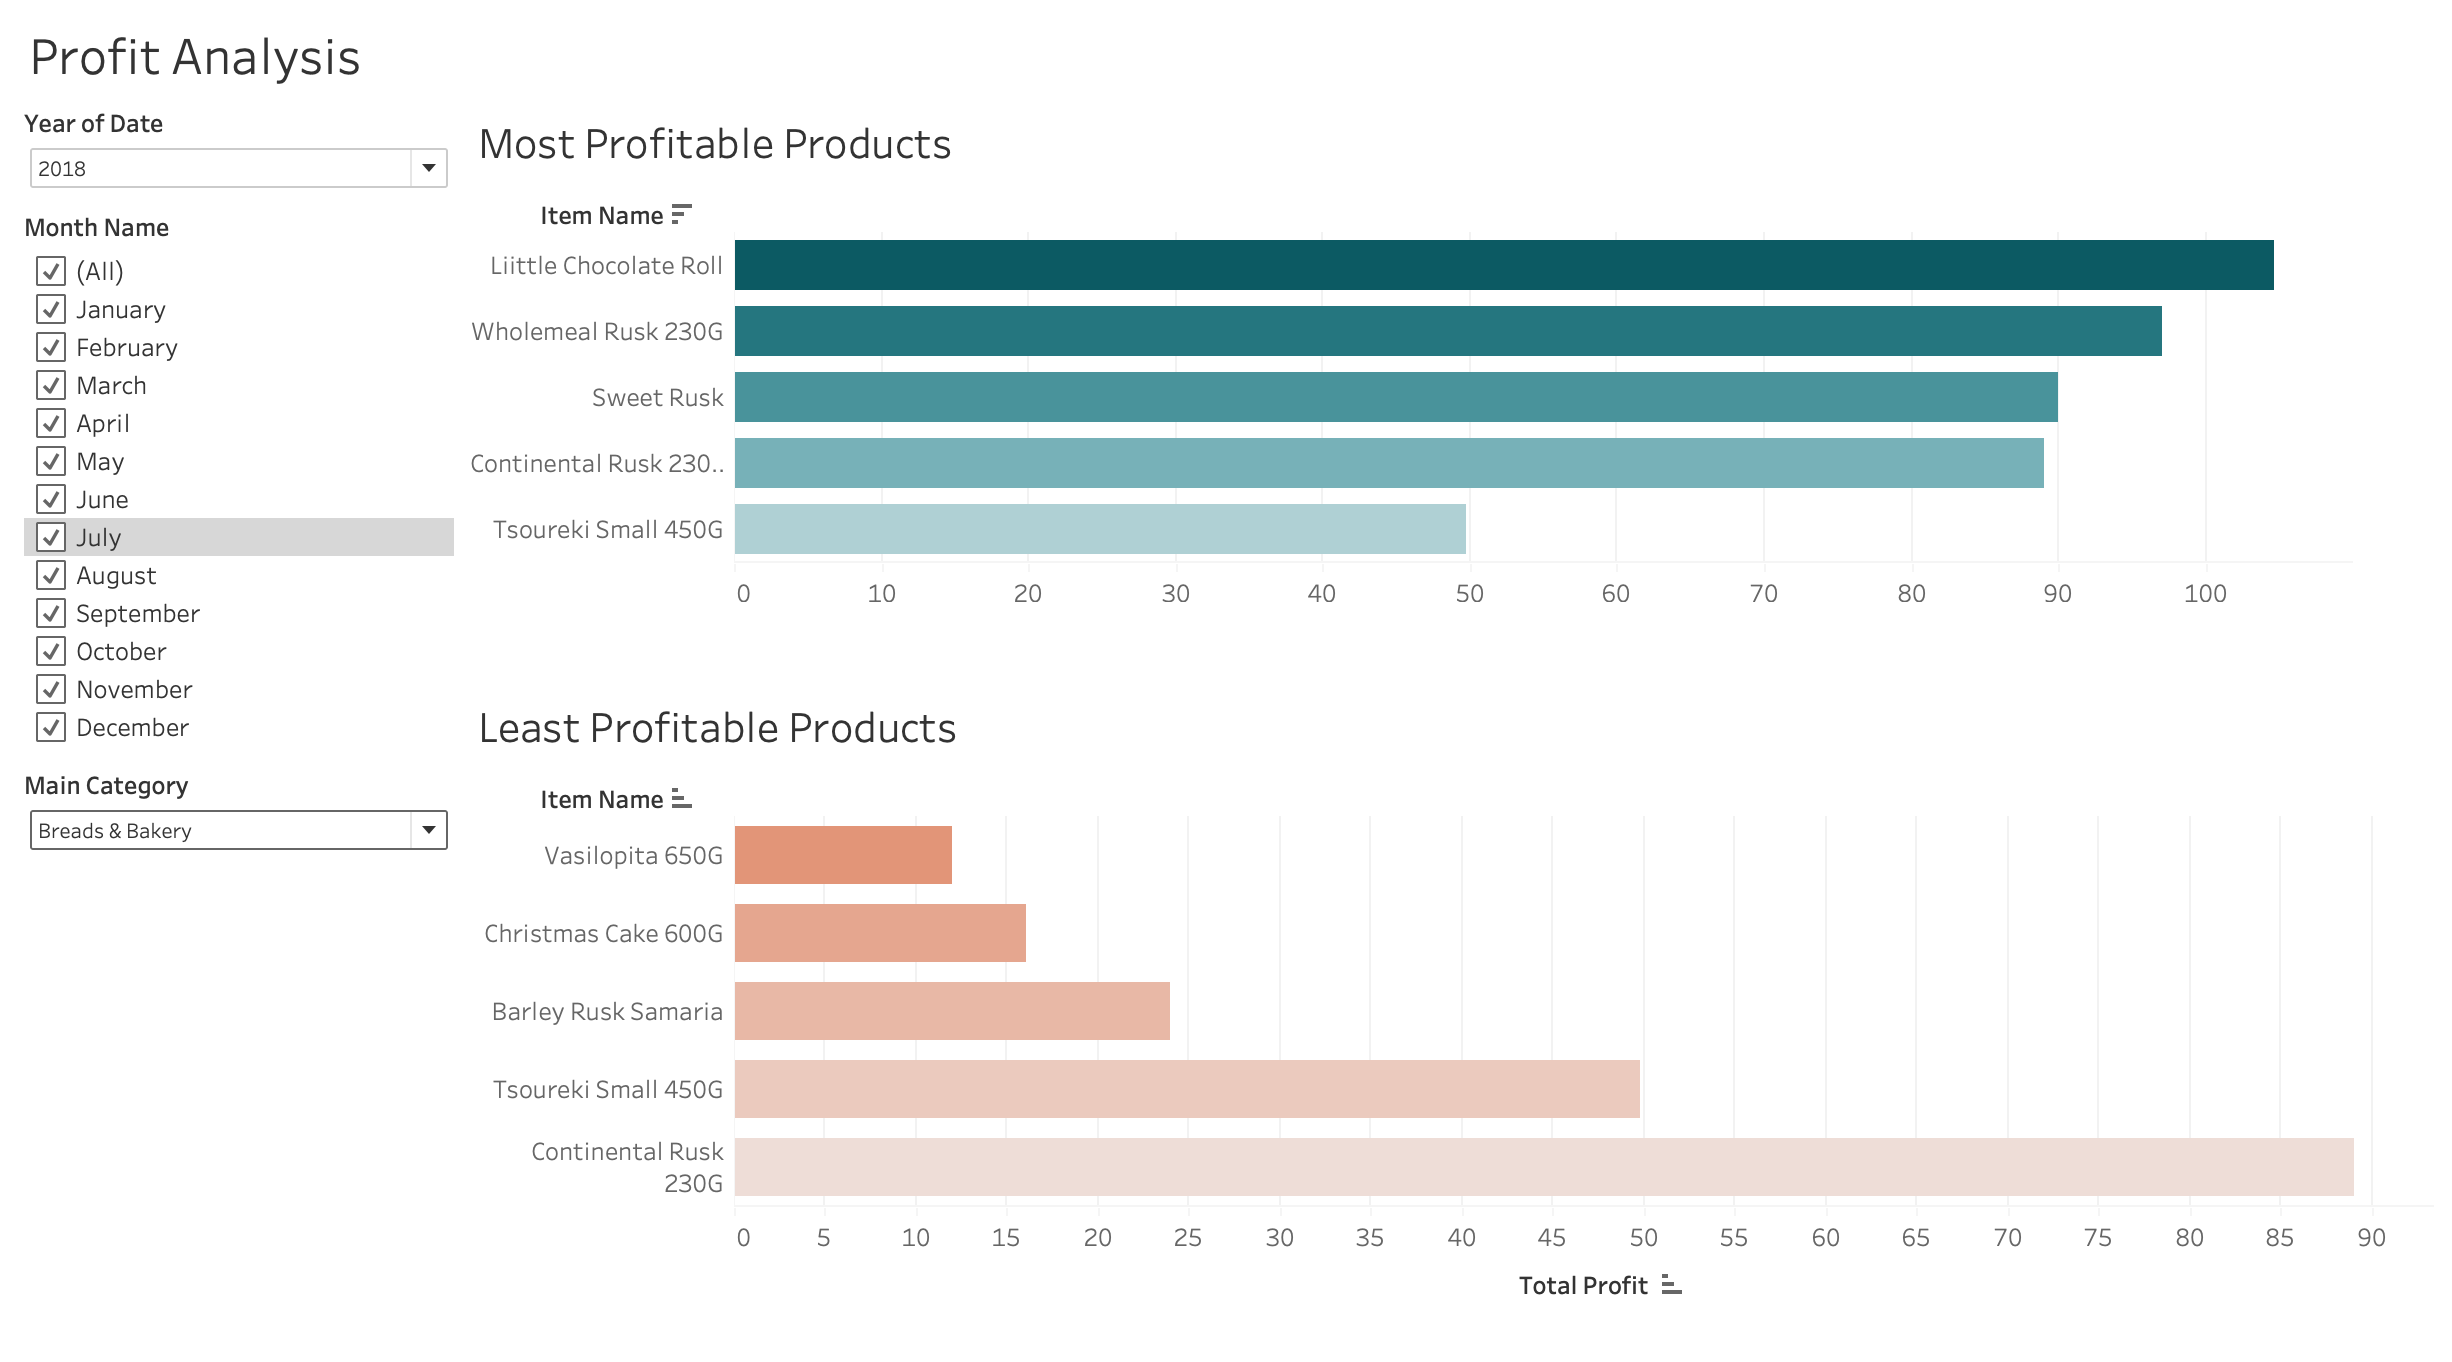 Profit Analysis
Year of Date
2018
Month Name
(All)
January
February
March
April
May
June
July
August
September
October
November
December
Main Category
Breads & Bakery
Most Profitable Products
Item Name
Liittle Chocolate Roll
Wholemeal Rusk 230G
Sweet Rusk
Continental Rusk 230..
Tsoureki Small 450G
0 10 20 30 40 50 60 70 80 90 100
Least Profitable Products
Item Name
Vasilopita 650G
Christmas Cake 600G
Barley Rusk Samaria
Tsoureki Small 450G
Continental Rusk
230G
0 5 10 15 20 25 30 35 40 45 50 55 60 65 70 75 80 85 90
Total Profit